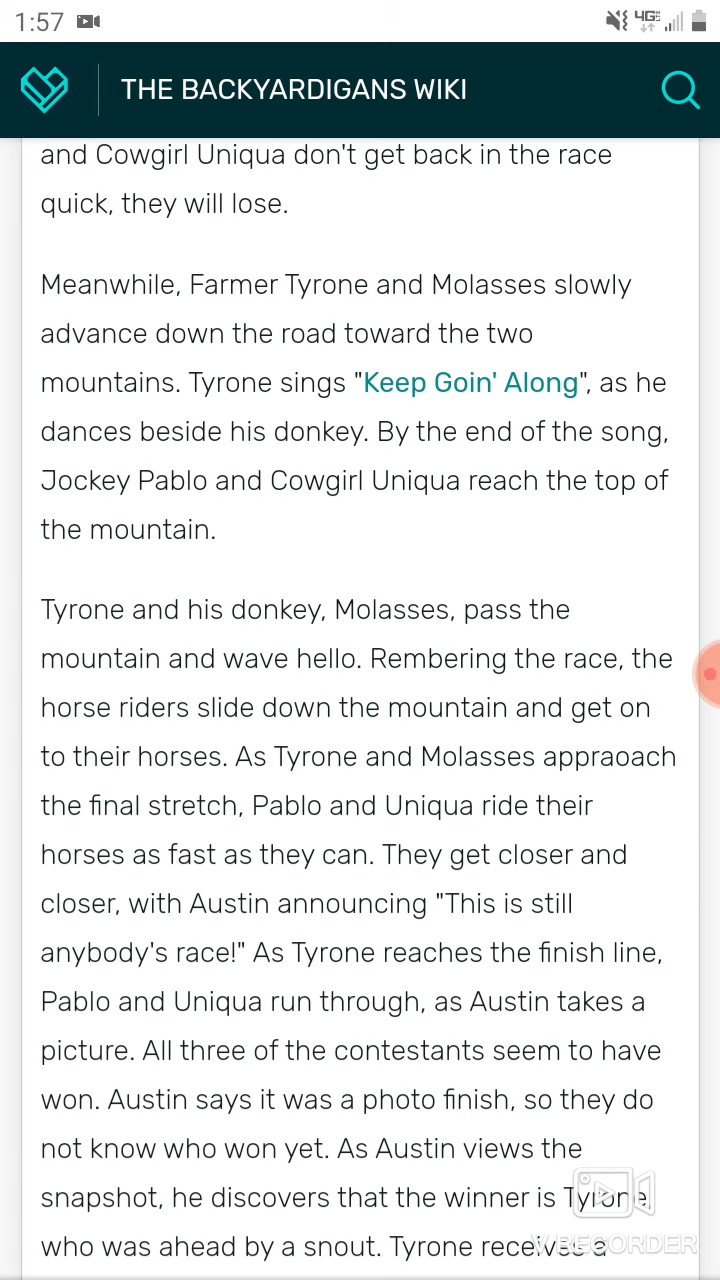 1:57
4GE
THE BACKYARDIGANS WIKI
and Cowgirl Uniqua don't get back in the race
quick, they will lose.
Meanwhile, Farmer Tyrone and Molasses slowly
advance down the road toward the two
mountains. Tyrone sings "Keep Goin' Along", as he
dances beside his donkey. By the end of the song,
Jockey Pablo and Cowgirl Uniqua reach the top of
the mountain.
Tyrone and his donkey, Molasses, pass the
mountain and wave hello. Rembering the race, the
horse riders slide down the mountain and get on
to their horses. As Tyrone and Molasses appraoach
the final stretch, Pablo and Uniqua ride their
horses as fast as they can. They get closer and
closer, with Austin announcing "This is still
anybody's race!" As Tyrone reaches the finish line,
Pablo and Uniqua run through, as Austin takes a
picture. All three of the contestants seem to have
won. Austin says it was a photo finish, so they do
not know who won yet. As Austin views the
snapshot, he discovers that the winner is Tyrone,
who was ahead by a snout. Tyrone receives a
V RECORDER